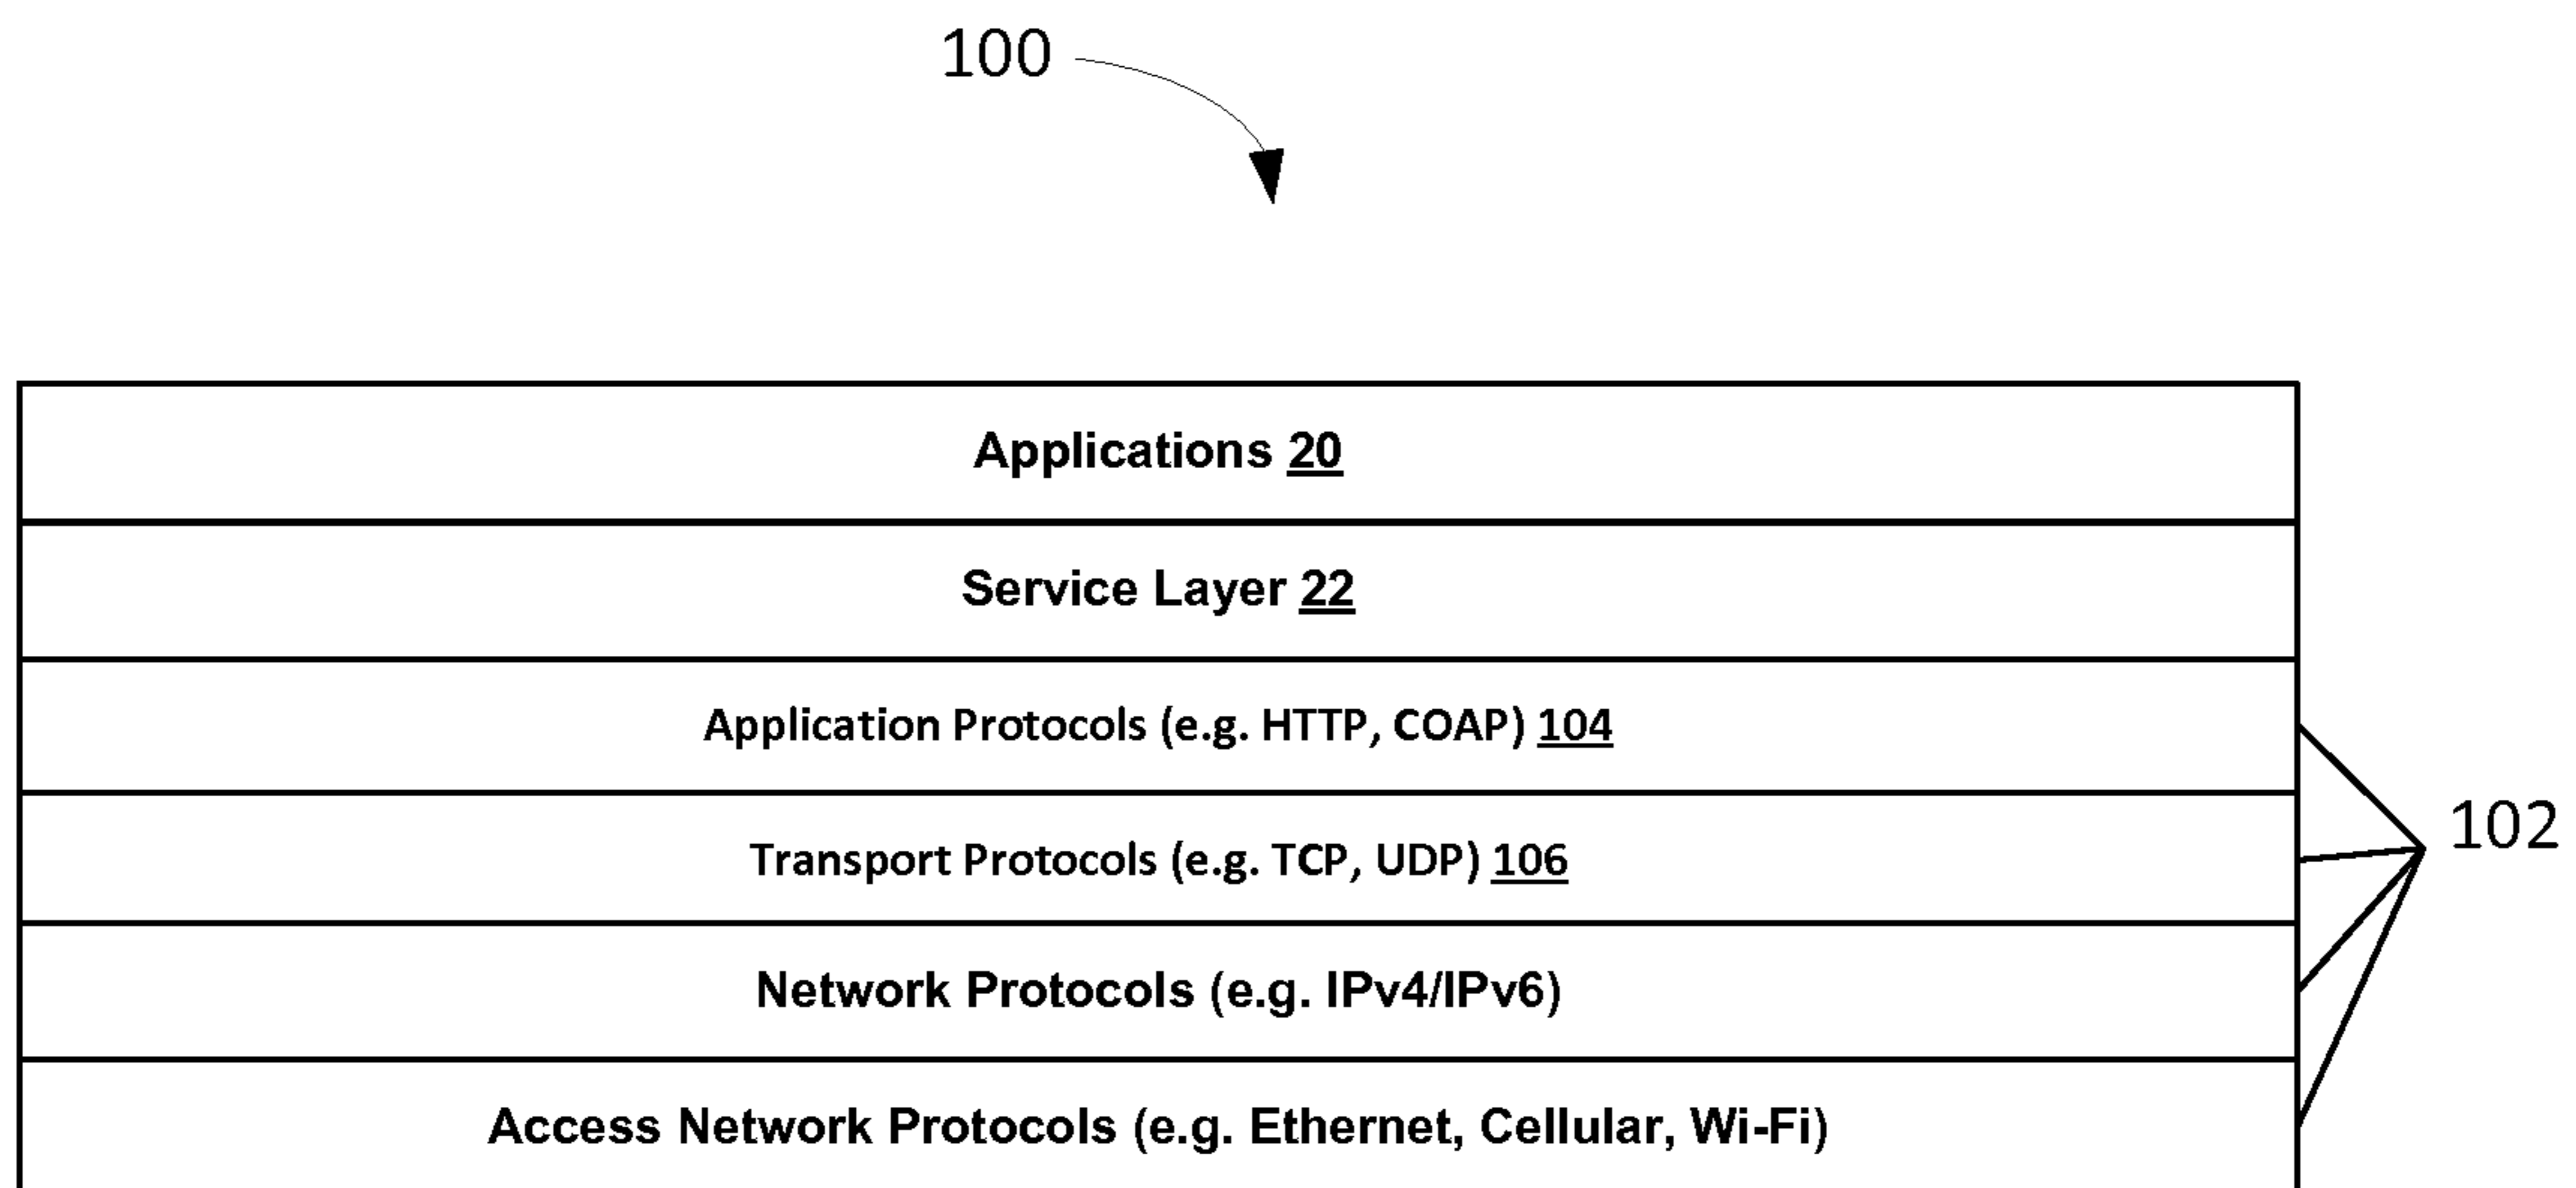 100
Applications 20
Service Layer 22
Application Protocols (e.g. HTTP, COAP) 104
Transport Protocols (e.g. TCP, UDP) 106
102
Network Protocols (e.g. IPv4/IPv6)
Access Network Protocols (e.g. Ethernet, Cellular, Wi-Fi)